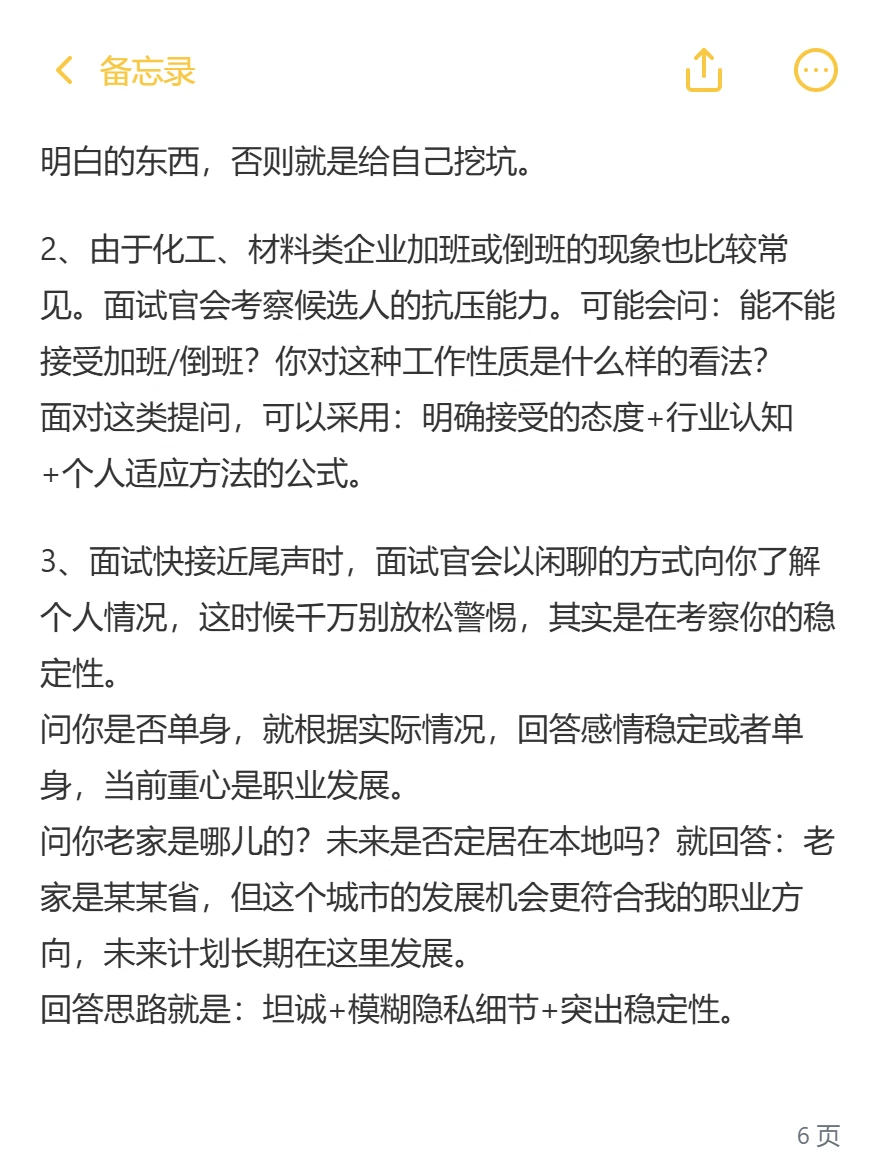 备忘录
明白的东西，否则就是给自己挖坑。
2、由于化工、材料类企业加班或倒班的现象也比较常
见。面试官会考察候选人的抗压能力。可能会问：能不能
接受加班/倒班？你对这种工作性质是什么样的看法？
面对这类提问，可以采用：明确接受的态度+行业认知
+个人适应方法的公式。
3、面试快接近尾声时，面试官会以闲聊的方式向你了解
个人情况，这时候千万别放松警惕，其实是在考察你的稳
定性。
问你是否单身，就根据实际情况，回答感情稳定或者单
身，当前重心是职业发展。
问你老家是哪儿的？未来是否定居在本地吗？就回答：老
家是某某省，但这个城市的发展机会更符合我的职业方
向，未来计划长期在这里发展。
回答思路就是：坦诚+模糊隐私细节+突出稳定性。
6 页